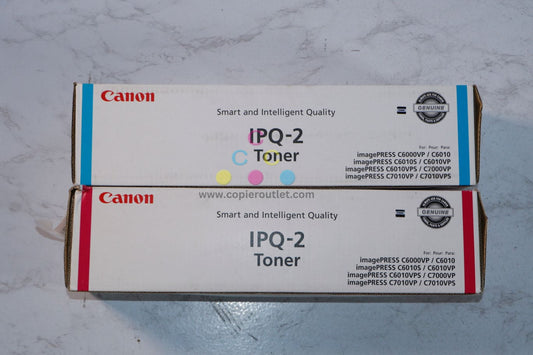 Canon
Smart and Intelligent Quality
IPQ-2
Toner
GENUINE
For: Pour: Para:
imagePRESS C6000VP / C6010
imagePRESS C6010S / C6010VP
imagePRESS C6010VPS / C7000VP
imagePRESS C7010VP / C7010VPS
www.copieroutlet.com
Canon
Smart and Intelligent Quality
IPQ-2
Toner
GENUINE
For: Pour: Para:
imagePRESS C6000VP / C6010
imagePRESS C6010S / C6010VP
imagePRESS C6010VPS / C7000VP
imagePRESS C7010VP / C7010VPS